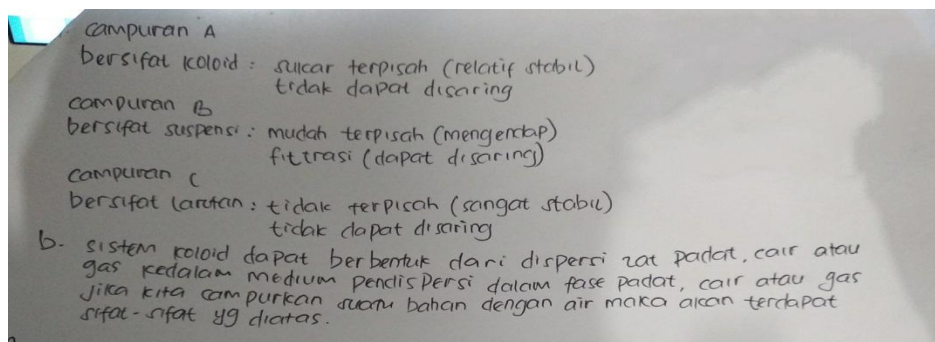 campuran A
bersifat koloid : sukar terpisah (relatif stabil)
tidak dapat disaring
campuran B
bersifat suspensi : mudah terpisah (mengendap)
fittrasi (dapat disaring)
campuran C
bersifat larutan : tidak terpisah (sangat stabil)
tidak dapat disaring
b. sistem koloid dapat berbentuk dari dispersi zat padat, cair atau
gas kedalam medium pendispersi dalam fase padat, cair atau gas
Jika kita campurkan suatu bahan dengan air maka akan terdapat
sifat-sifat yg diatas.